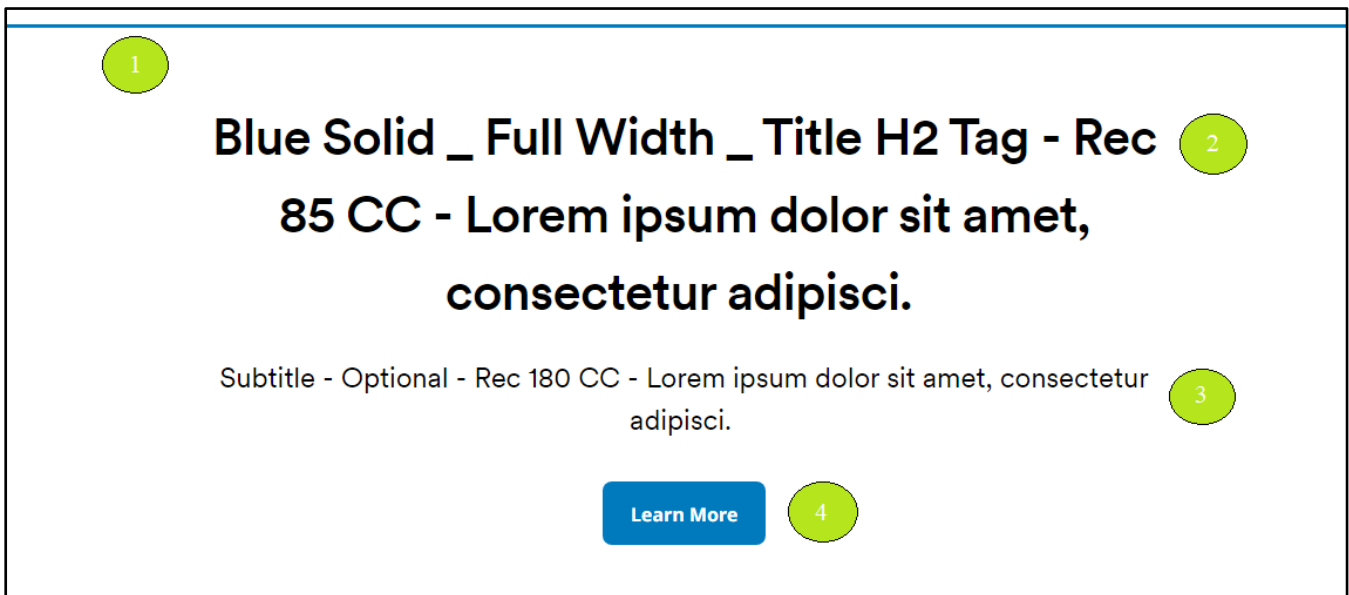 1
Blue Solid _ Full Width _ Title H2 Tag - Rec
2
85 CC - Lorem ipsum dolor sit amet,
consectetur adipisci.
Subtitle - Optional - Rec 180 CC - Lorem ipsum dolor sit amet, consectetur
3
adipisci.
Learn More
4